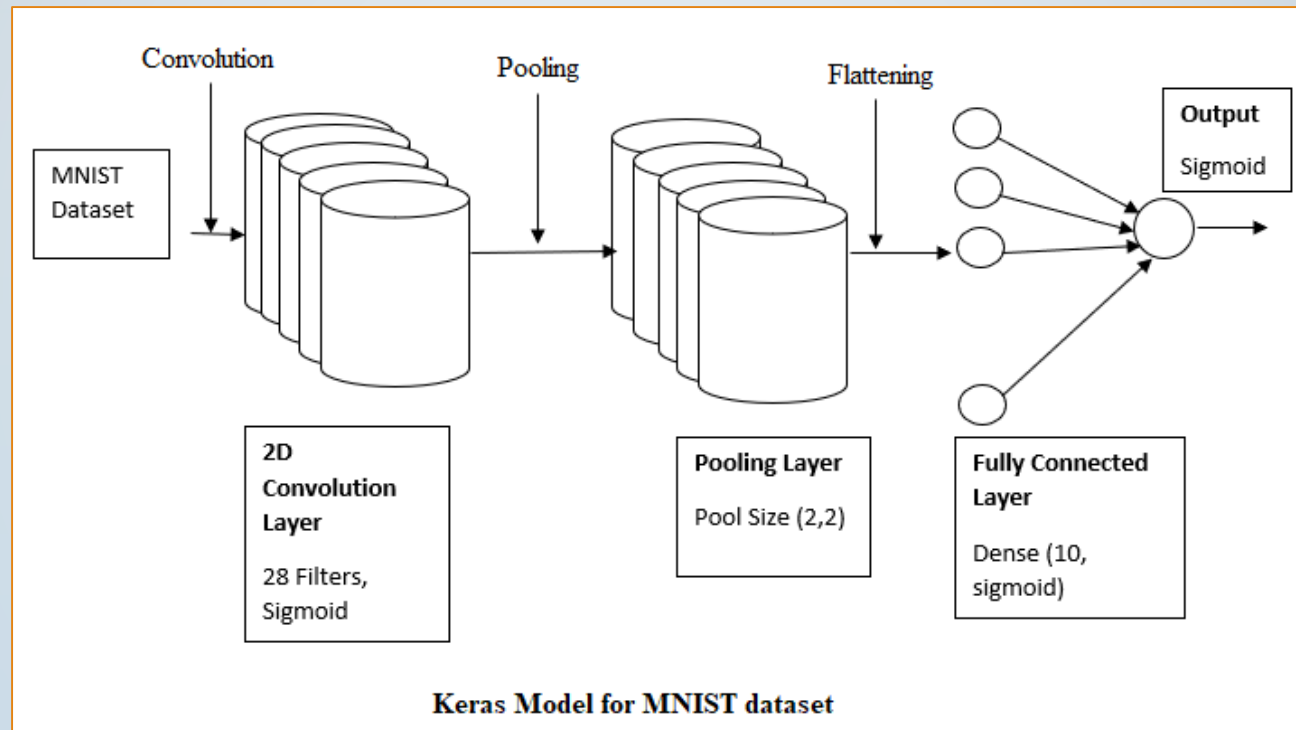 Convolution
Pooling
Flattening
MNIST
Dataset
Output
Sigmoid
2D
Convolution
Layer
28 Filters,
Sigmoid
Pooling Layer
Pool Size (2,2)
Fully Connected
Layer
Dense (10,
sigmoid)
Keras Model for MNIST dataset